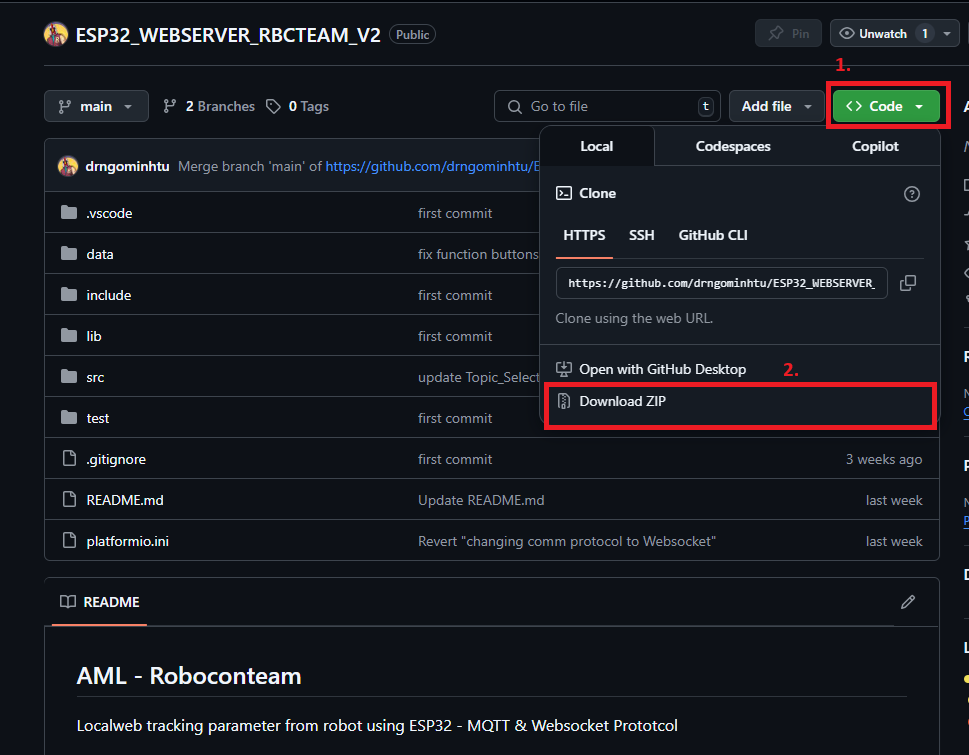 ESP32_WEBSERVER_RBCTEAM_V2 Public Pin Unwatch 1
1.
main 2 Branches 0 Tags Go to file t Add file <> Code
Local Codespaces Copilot
drngominhtu Merge branch 'main' of https://github.com/drngominhtu/E
Clone
.vscode first commit
HTTPS SSH GitHub CLI
data fix function buttons
https://github.com/drngominhtu/ESP32_WEBSERVER_
include first commit
Clone using the web URL.
lib first commit
Open with GitHub Desktop 2.
src update Topic_Select
Download ZIP
test first commit
.gitignore first commit 3 weeks ago
README.md Update README.md last week
platformio.ini Revert "changing comm protocol to Websocket" last week
README
AML - Roboconteam
Localweb tracking parameter from robot using ESP32 - MQTT & Websocket Prototcol